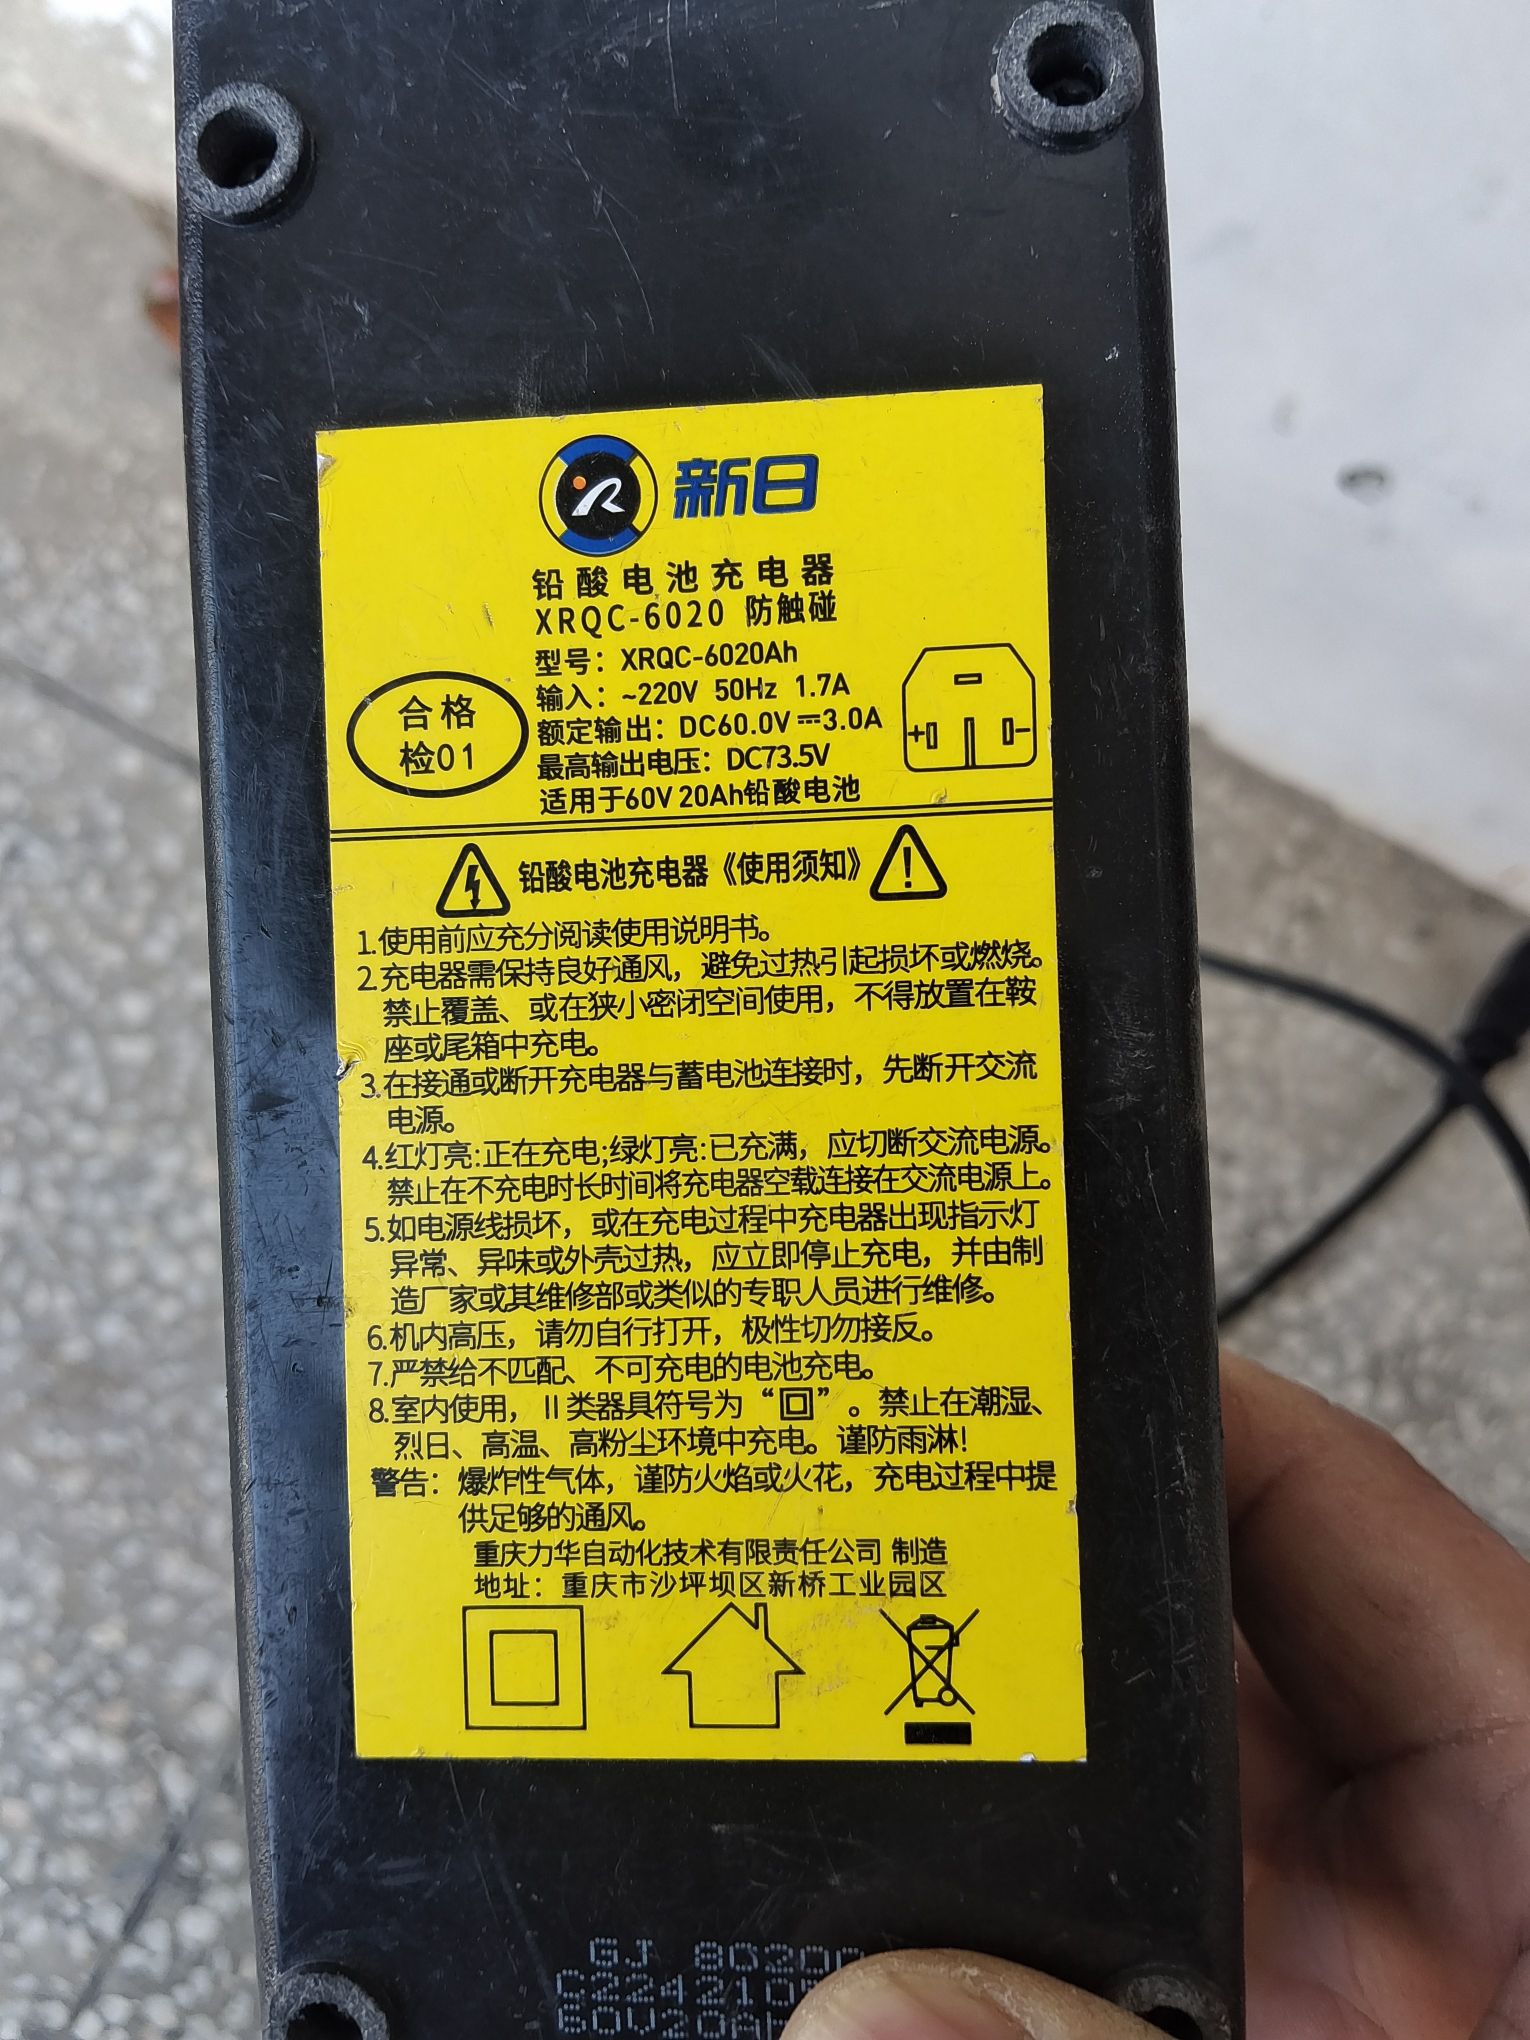 新日
铅酸电池充电器
XRQC-6020 防触碰
型号：XRQC-6020Ah
输入：~220V 50Hz 1.7A
额定输出：DC60.0V⎓3.0A
最高输出电压：DC73.5V
适用于60V 20Ah铅酸电池
合格
检01
+ -
铅酸电池充电器《使用须知》
1.使用前应充分阅读使用说明书。
2.充电器需保持良好通风，避免过热引起损坏或燃烧。
禁止覆盖、或在狭小密闭空间使用，不得放置在鞍
座或尾箱中充电。
3.在接通或断开充电器与蓄电池连接时，先断开交流
电源。
4.红灯亮:正在充电;绿灯亮:已充满，应切断交流电源。
禁止在不充电时长时间将充电器空载连接在交流电源上。
5.如电源线损坏，或在充电过程中充电器出现指示灯
异常、异味或外壳过热，应立即停止充电，并由制
造厂家或其维修部或类似的专职人员进行维修。
6.机内高压，请勿自行打开，极性切勿接反。
7.严禁给不匹配、不可充电的电池充电。
8.室内使用，II类器具符号为“回”。禁止在潮湿、
烈日、高温、高粉尘环境中充电。谨防雨淋！
警告：爆炸性气体，谨防火焰或火花，充电过程中提
供足够的通风。
重庆力华自动化技术有限责任公司 制造
地址：重庆市沙坪坝区新桥工业园区
GJ 8020
C224210
60V20AH